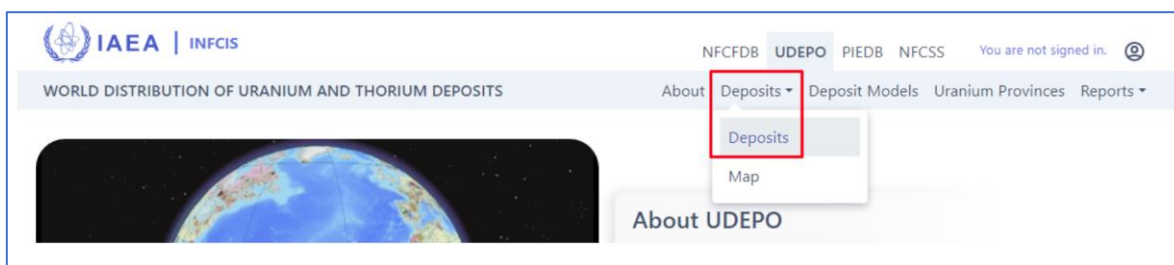 IAEA | INFCIS
NFCFDB UDEPO PIEDB NFCSS You are not signed in.
WORLD DISTRIBUTION OF URANIUM AND THORIUM DEPOSITS
About Deposits Deposit Models Uranium Provinces Reports
Deposits
Map
About UDEPO